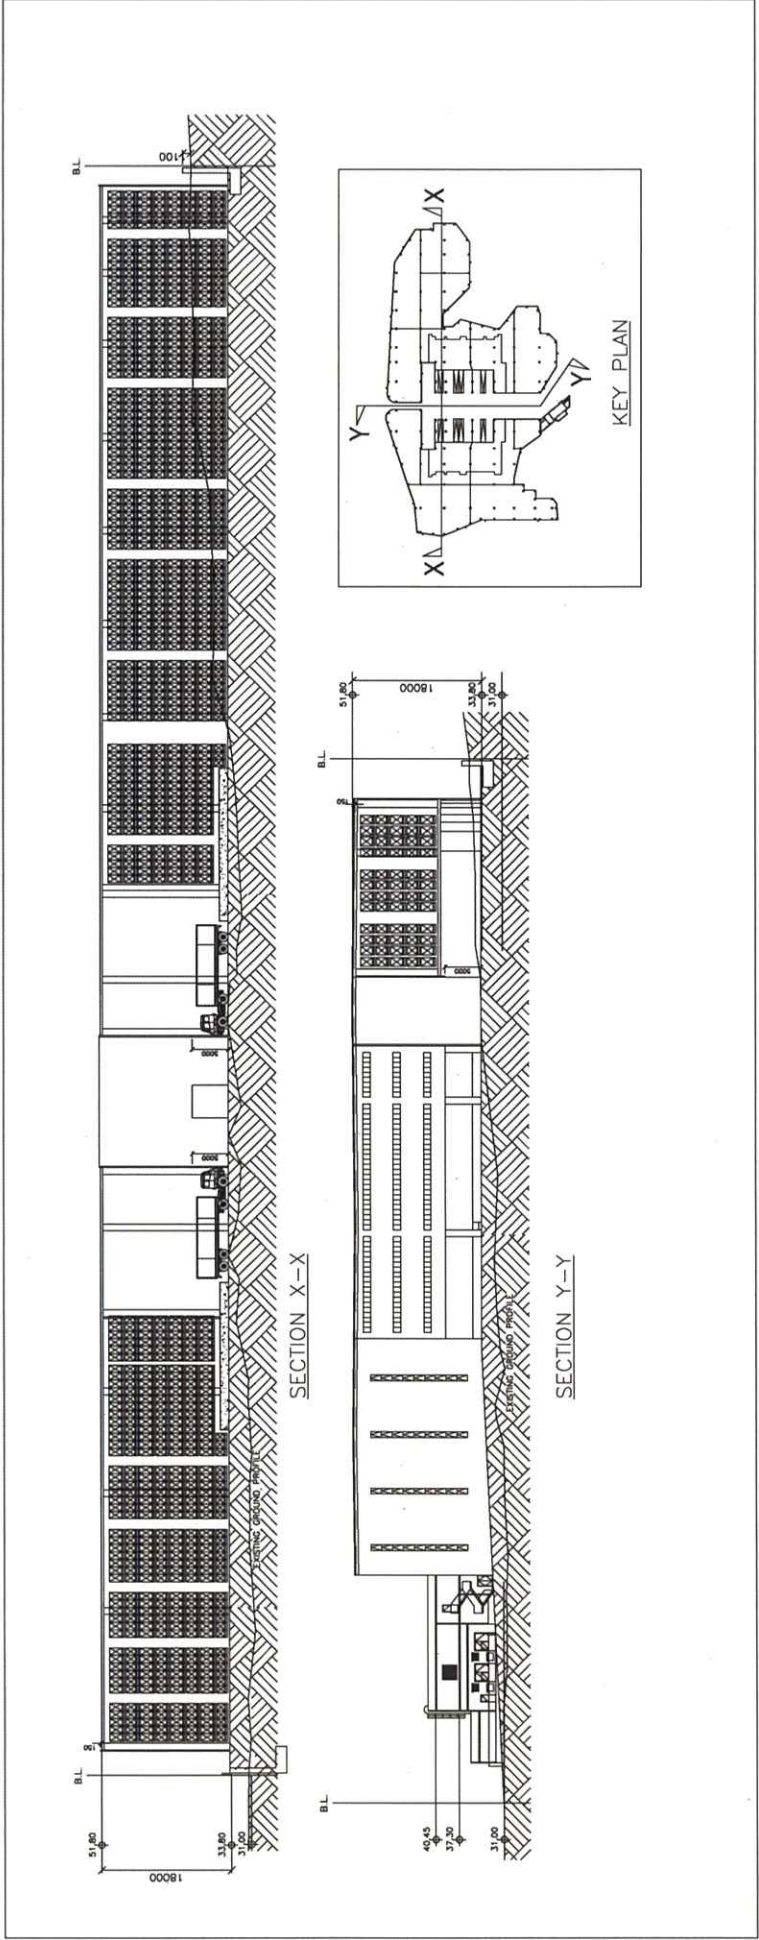 B.L.
B.L.
51,80
33,80
31,00
18000
150
5000
5000
1100
EXISTING GROUND PROFILE
SECTION X-X
B.L.
B.L.
40,45
37,30
31,00
150
5000
51,80
33,80
31,00
18000
EXISTING GROUND PROFILE
SECTION Y-Y
X
X
Y
Y
KEY PLAN